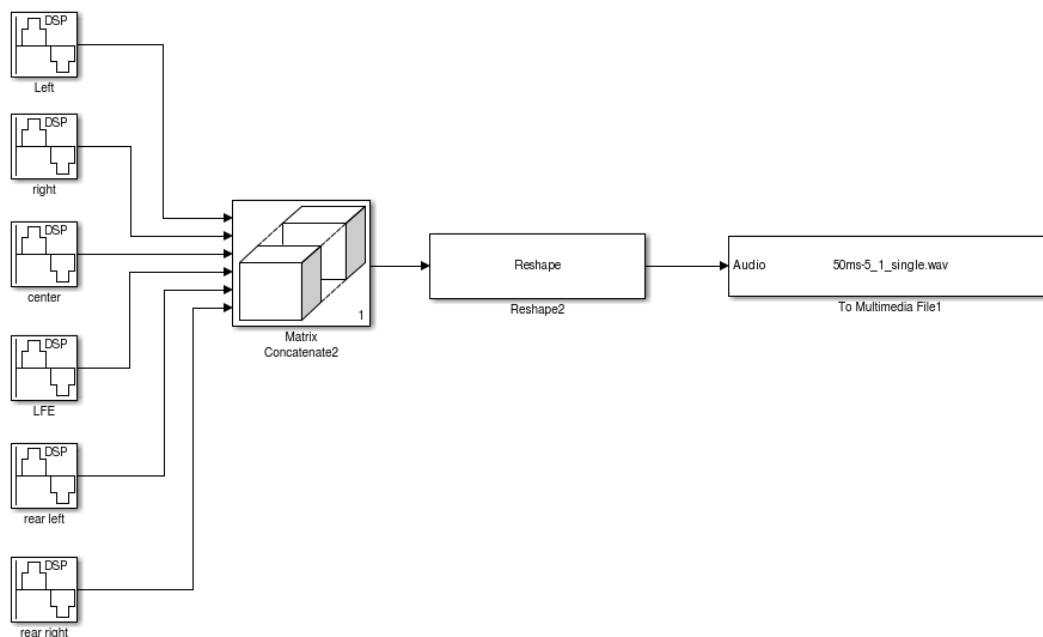 DSP
Left
DSP
right
DSP
center
DSP
LFE
DSP
rear left
DSP
rear right
1
Matrix
Concatenate2
Reshape
Reshape2
Audio
50ms-5_1_single.wav
To Multimedia File1